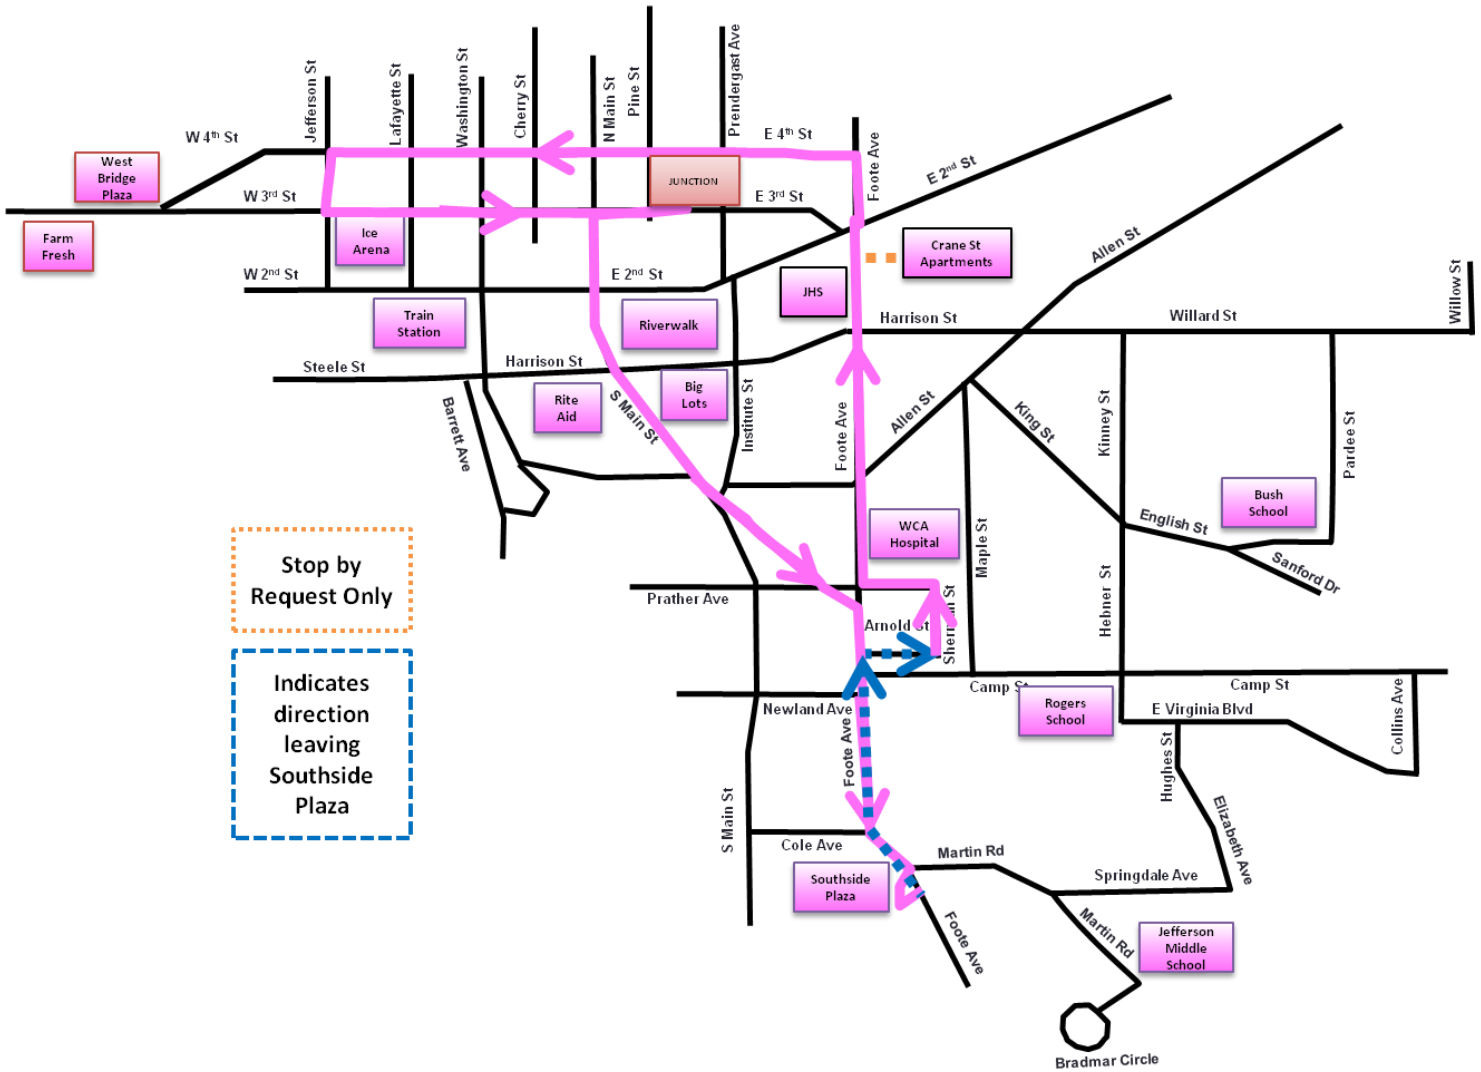 Jefferson St
Lafayette St
Washington St
Cherry St
N Main St
Pine St
Prendergast Ave
W 4th St
E 4th St
Foote Ave
E 2nd St
West
Bridge
Plaza
JUNCTION
W 3rd St
E 3rd St
Farm
Fresh
Ice
Arena
Crane St
Apartments
Allen St
W 2nd St
E 2nd St
JHS
Willow St
Train
Station
Riverwalk
Harrison St
Willard St
Steele St
Harrison St
Big
Lots
Rite
Aid
S Main St
Barrett Ave
Institute St
Foote Ave
Allen St
King St
Kinney St
Pardee St
Bush
School
WCA
Hospital
Maple St
English St
Sanford Dr
Stop by
Request Only
Prather Ave
Arnold St
Sherman St
Hebner St
Indicates
direction
leaving
Southside
Plaza
Camp St
Camp St
Rogers
School
Newland Ave
E Virginia Blvd
Collins Ave
Foote Ave
Hughes St
S Main St
Cole Ave
Martin Rd
Elizabeth Ave
Southside
Plaza
Springdale Ave
Foote Ave
Martin Rd
Jefferson
Middle
School
Bradmar Circle